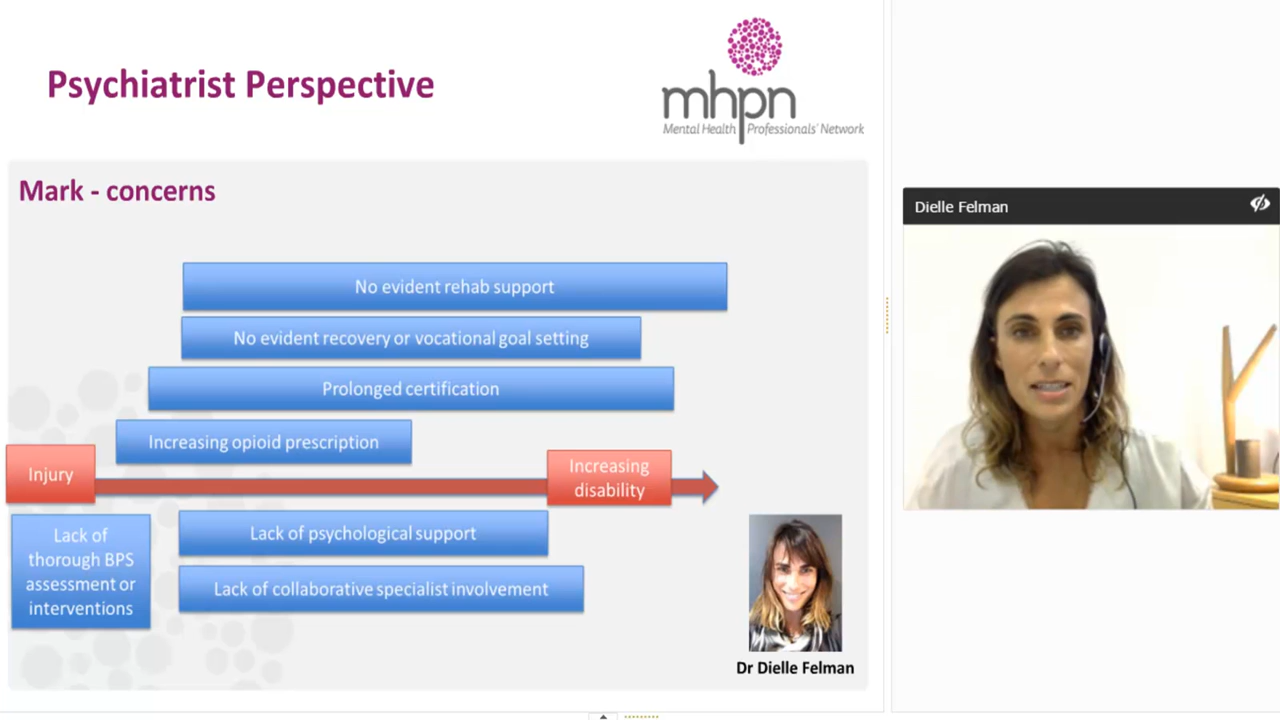 Psychiatrist Perspective
mhpn
Mental Health Professionals' Network
Mark - concerns
No evident rehab support
No evident recovery or vocational goal setting
Prolonged certification
Increasing opioid prescription
Injury
Increasing
disability
Lack of
thorough BPS
assessment or
interventions
Lack of psychological support
Lack of collaborative specialist involvement
Dr Dielle Felman
Dielle Felman